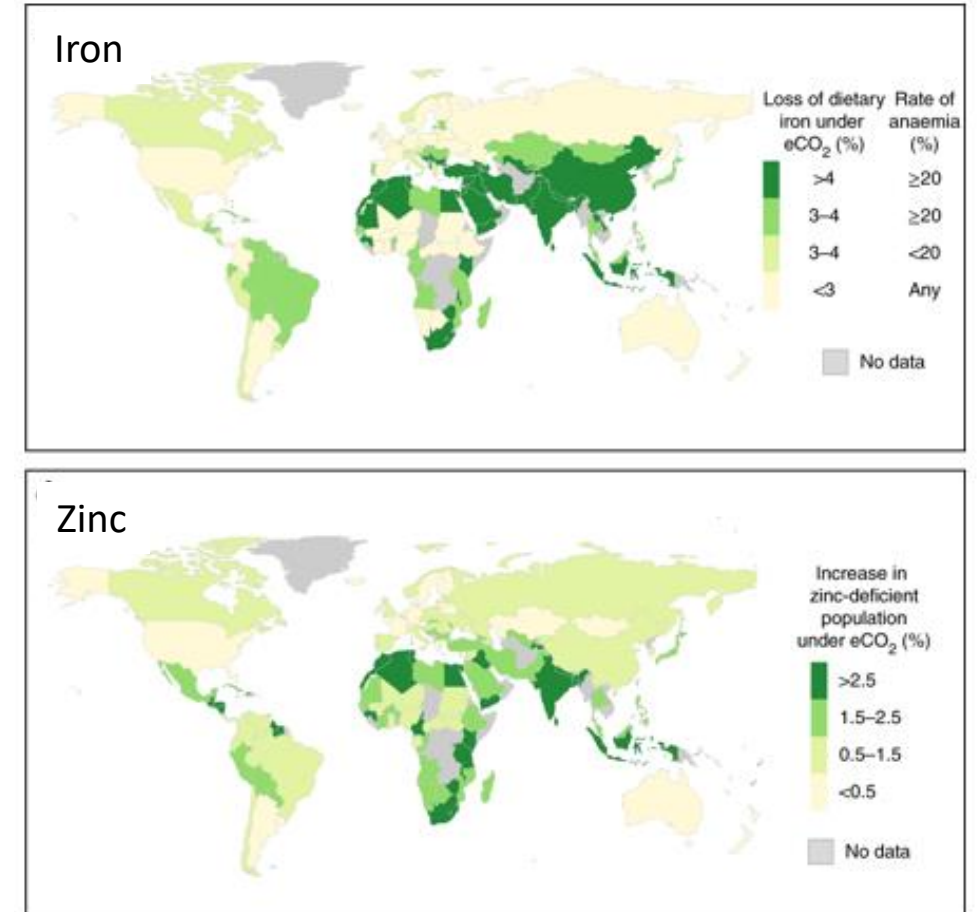 Iron
Loss of dietary Rate of
iron under anaemia
eCO₂ (%) (%)
>4 ≥20
3–4 ≥20
3–4 <20
<3 Any
No data
Zinc
Increase in
zinc-deficient
population
under eCO₂ (%)
>2.5
1.5–2.5
0.5–1.5
<0.5
No data